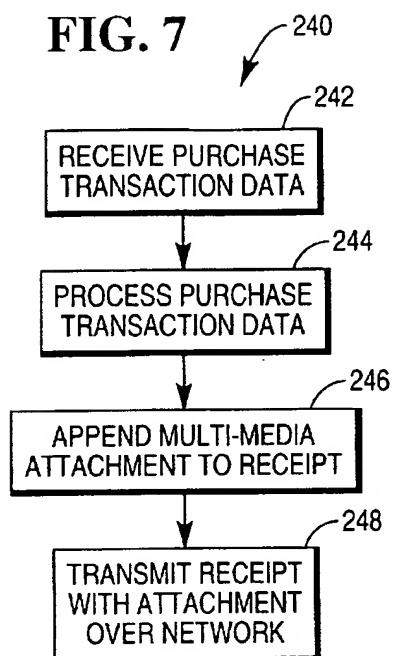 FIG. 7
240
242
RECEIVE PURCHASE
TRANSACTION DATA
244
PROCESS PURCHASE
TRANSACTION DATA
246
APPEND MULTI-MEDIA
ATTACHMENT TO RECEIPT
248
TRANSMIT RECEIPT
WITH ATTACHMENT
OVER NETWORK